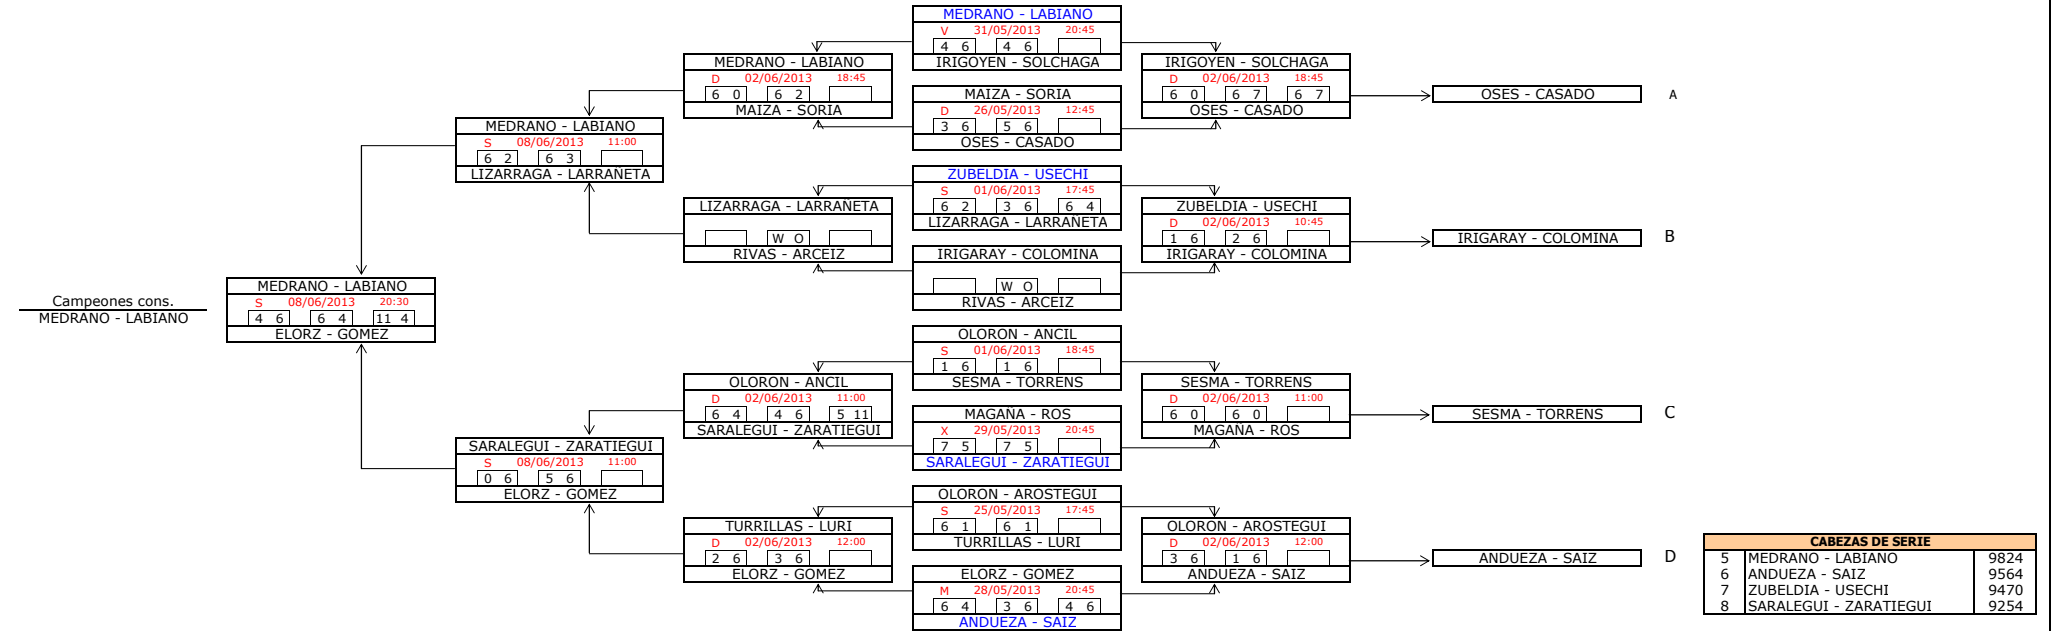 Campeones cons.
MEDRANO - LABIANO
MEDRANO - LABIANO
S 08/06/2013 20:30
4 6 6 4 11 4
ELORZ - GOMEZ
MEDRANO - LABIANO
S 08/06/2013 11:00
6 2 6 3
LIZARRAGA - LARRAÑETA
SARALEGUI - ZARATIEGUI
S 08/06/2013 11:00
0 6 5 6
ELORZ - GOMEZ
MEDRANO - LABIANO
D 02/06/2013 18:45
6 0 6 2
MAIZA - SORIA
LIZARRAGA - LARRAÑETA
W O
RIVAS - ARCEIZ
OLORON - ANCIL
D 02/06/2013 11:00
6 4 4 6 5 11
SARALEGUI - ZARATIEGUI
TURRILLAS - LURI
D 02/06/2013 12:00
2 6 3 6
ELORZ - GOMEZ
MEDRANO - LABIANO
V 31/05/2013 20:45
4 6 4 6
IRIGOYEN - SOLCHAGA
MAIZA - SORIA
D 26/05/2013 12:45
3 6 5 6
OSES - CASADO
ZUBELDIA - USECHI
S 01/06/2013 17:45
6 2 3 6 6 4
LIZARRAGA - LARRAÑETA
IRIGARAY - COLOMINA
W O
RIVAS - ARCEIZ
OLORON - ANCIL
S 01/06/2013 18:45
1 6 1 6
SESMA - TORRENS
MAGAÑA - ROS
X 29/05/2013 20:45
7 5 7 5
SARALEGUI - ZARATIEGUI
OLORON - AROSTEGUI
S 25/05/2013 17:45
6 1 6 1
TURRILLAS - LURI
ELORZ - GOMEZ
M 28/05/2013 20:45
6 4 3 6 4 6
ANDUEZA - SAIZ
IRIGOYEN - SOLCHAGA
D 02/06/2013 18:45
6 0 6 7 6 7
OSES - CASADO
ZUBELDIA - USECHI
D 02/06/2013 10:45
1 6 2 6
IRIGARAY - COLOMINA
SESMA - TORRENS
D 02/06/2013 11:00
6 0 6 0
MAGAÑA - ROS
OLORON - AROSTEGUI
D 02/06/2013 12:00
3 6 1 6
ANDUEZA - SAIZ
OSES - CASADO A
IRIGARAY - COLOMINA B
SESMA - TORRENS C
ANDUEZA - SAIZ D
CABEZAS DE SERIE
5 MEDRANO - LABIANO 9824
6 ANDUEZA - SAIZ 9564
7 ZUBELDIA - USECHI 9470
8 SARALEGUI - ZARATIEGUI 9254